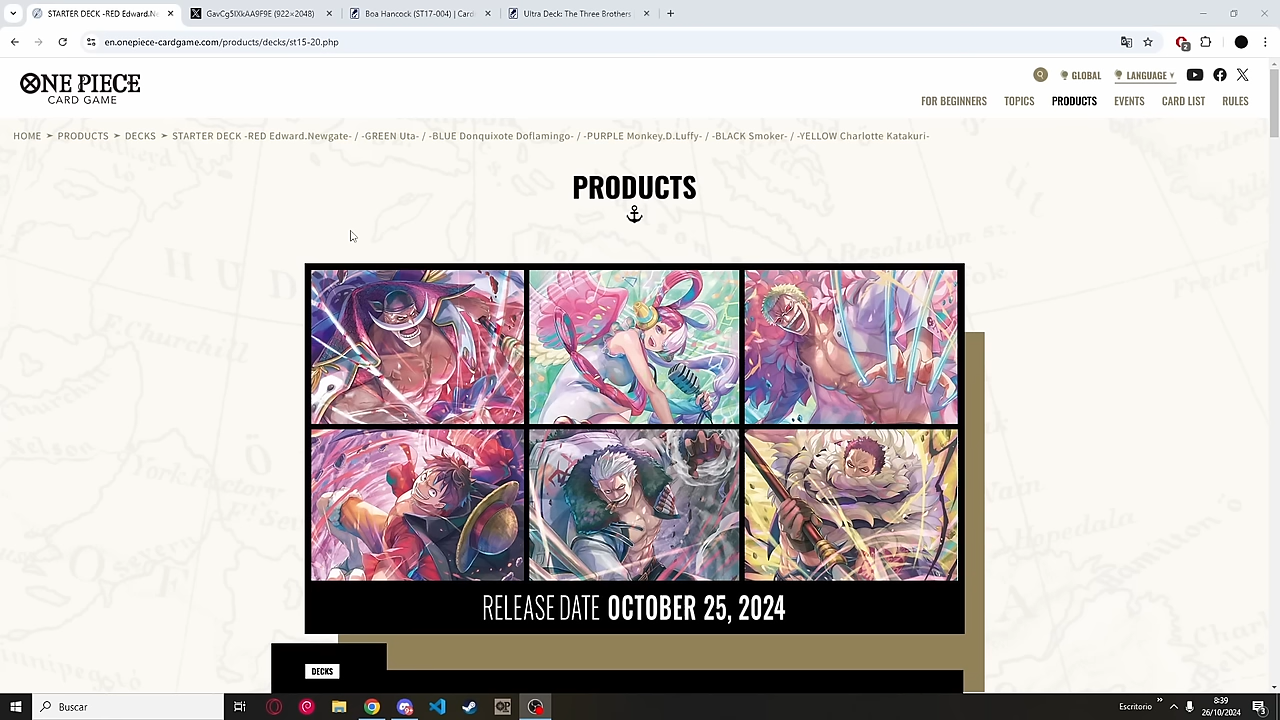 STARTER DECK -RED Edward.Ne
GavCg5IXkAA9F9E (922×2048)
Boa Hancock (ST17-004) | Card
Ultra Deck: The Three Brothers
en.onepiece-cardgame.com/products/decks/st15-20.php
2
ONE PIECE
CARD GAME
GLOBAL
LANGUAGE
FOR BEGINNERS
TOPICS
PRODUCTS
EVENTS
CARD LIST
RULES
HOME ➤ PRODUCTS ➤ DECKS ➤ STARTER DECK -RED Edward.Newgate- / -GREEN Uta- / -BLUE Donquixote Doflamingo- / -PURPLE Monkey.D.Luffy- / -BLACK Smoker- / -YELLOW Charlotte Katakuri-
PRODUCTS
RELEASE DATE OCTOBER 25, 2024
DECKS
Buscar
OP
Escritorio
8:39
26/10/2024